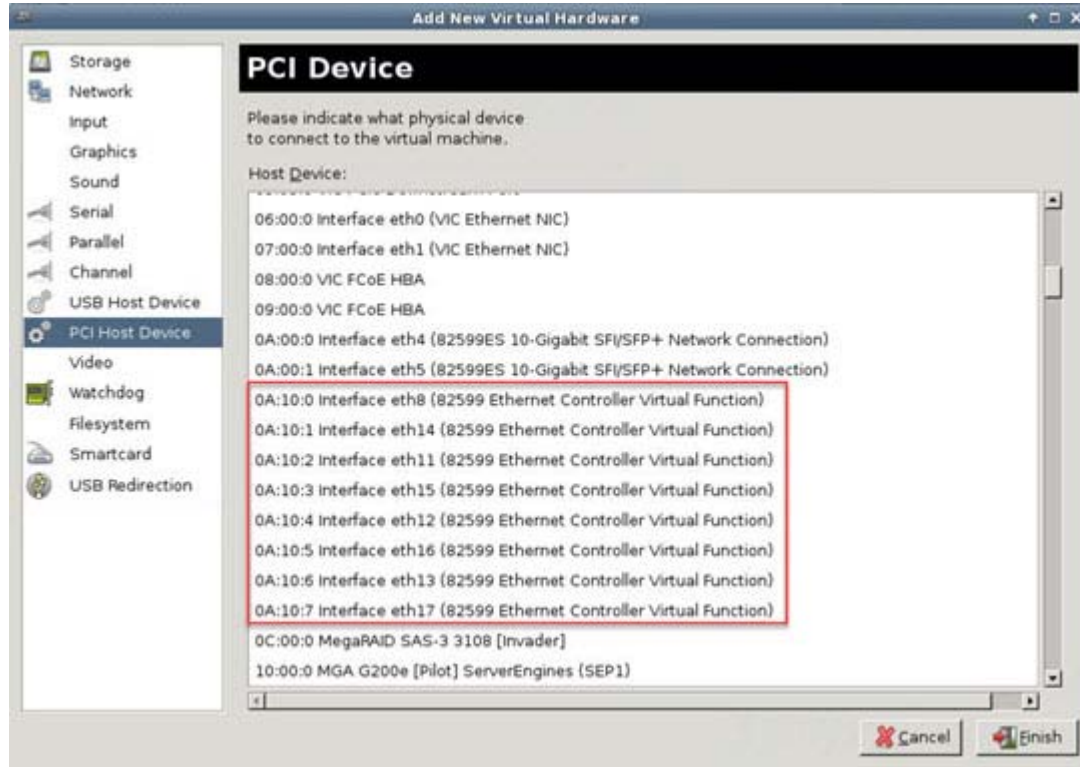 Add New Virtual Hardware
Storage
Network
Input
Graphics
Sound
Serial
Parallel
Channel
USB Host Device
PCI Host Device
Video
Watchdog
Filesystem
Smartcard
USB Redirection
PCI Device
Please indicate what physical device
to connect to the virtual machine.
Host Device:
06:00:0 Interface eth0 (VIC Ethernet NIC)
07:00:0 Interface eth1 (VIC Ethernet NIC)
08:00:0 VIC FCoE HBA
09:00:0 VIC FCoE HBA
0A:00:0 Interface eth4 (82599ES 10-Gigabit SFI/SFP+ Network Connection)
0A:00:1 Interface eth5 (82599ES 10-Gigabit SFI/SFP+ Network Connection)
0A:10:0 Interface eth8 (82599 Ethernet Controller Virtual Function)
0A:10:1 Interface eth14 (82599 Ethernet Controller Virtual Function)
0A:10:2 Interface eth11 (82599 Ethernet Controller Virtual Function)
0A:10:3 Interface eth15 (82599 Ethernet Controller Virtual Function)
0A:10:4 Interface eth12 (82599 Ethernet Controller Virtual Function)
0A:10:5 Interface eth16 (82599 Ethernet Controller Virtual Function)
0A:10:6 Interface eth13 (82599 Ethernet Controller Virtual Function)
0A:10:7 Interface eth17 (82599 Ethernet Controller Virtual Function)
0C:00:0 MegaRAID SAS-3 3108 [Invader]
10:00:0 MGA G200e [Pilot] ServerEngines (SEP1)
Cancel
Finish